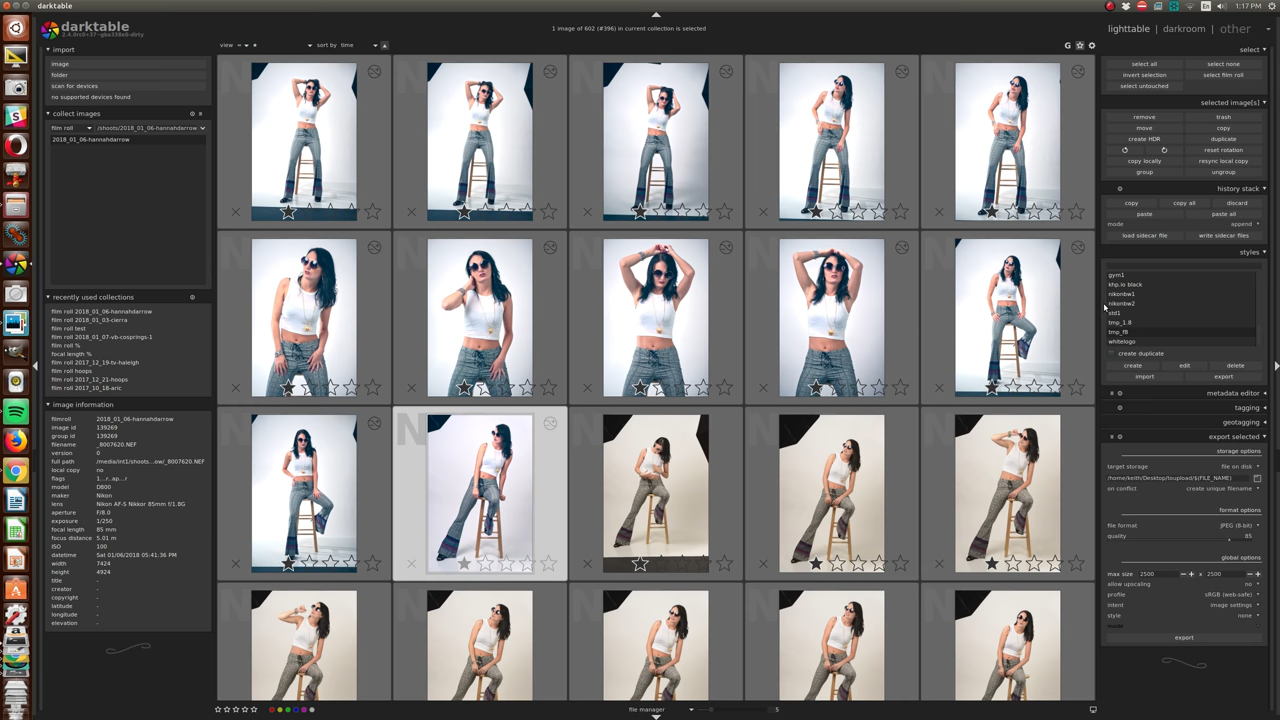 darktable
En
1:17 PM
darktable
2.4.0rc0+37~gba338e0-dirty
1 image of 602 (#396) in current collection is selected
lighttable | darkroom | other
import
image
folder
scan for devices
no supported devices found
collect images
film roll
/shoots/2018_01_06-hannahdarrow
2018_01_06-hannahdarrow
recently used collections
film roll 2018_01_06-hannahdarrow
film roll 2018_01_03-cierra
film roll test
film roll 2018_01_07-vb-cosprings-1
film roll %
focal length %
film roll 2017_12_19-tv-haleigh
film roll hoops
film roll 2017_12_21-hoops
film roll 2017_10_18-aric
image information
filmroll 2018_01_06-hannahdarrow
image id 139269
group id 139269
filename _8007620.NEF
version 0
full path /media/int1/shoots...ow/_8007620.NEF
local copy no
flags 1...r...ap...r
model D800
maker Nikon
lens Nikon AF-S Nikkor 85mm f/1.8G
aperture F/8.0
exposure 1/250
focal length 85 mm
focus distance 5.01 m
ISO 100
datetime Sat 01/06/2018 05:41:36 PM
width 7424
height 4924
title -
creator -
copyright -
latitude -
longitude -
elevation -
view
sort by time
G
file manager
5
select
select all select none
invert selection select film roll
select untouched
selected image[s]
remove trash
move copy
create HDR duplicate
reset rotation
copy locally resync local copy
group ungroup
history stack
copy copy all discard
paste paste all
mode append
load sidecar file write sidecar files
styles
gym1
khp.io black
nikonbw1
nikonbw2
std1
tmp_1.8
tmp_f8
whitelogo
create duplicate
create edit delete
import export
metadata editor
tagging
geotagging
export selected
storage options
target storage file on disk
/home/keith/Desktop/toupload/$(FILE_NAME)
on conflict create unique filename
format options
file format JPEG (8-bit)
quality 85
global options
max size 2500 x 2500
allow upscaling no
profile sRGB (web-safe)
intent image settings
style none
mode
export